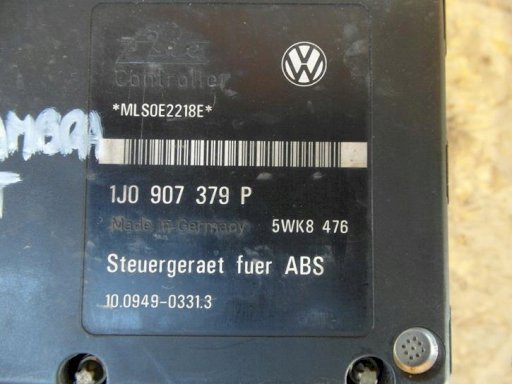 Controller
*MLS0E2218E*
1J0 907 379 P
Made in Germany 5WK8 476
Steuergeraet fuer ABS
10.0949-0331.3